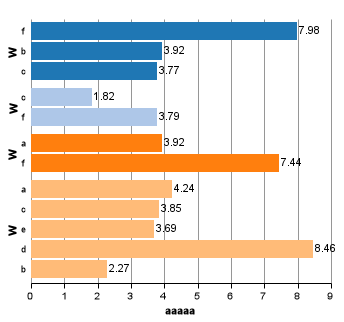 f 7.98
W b 3.92
c 3.77
W c 1.82
f 3.79
W a 3.92
f 7.44
a 4.24
c 3.85
W e 3.69
d 8.46
b 2.27
0 1 2 3 4 5 6 7 8 9
aaaaa